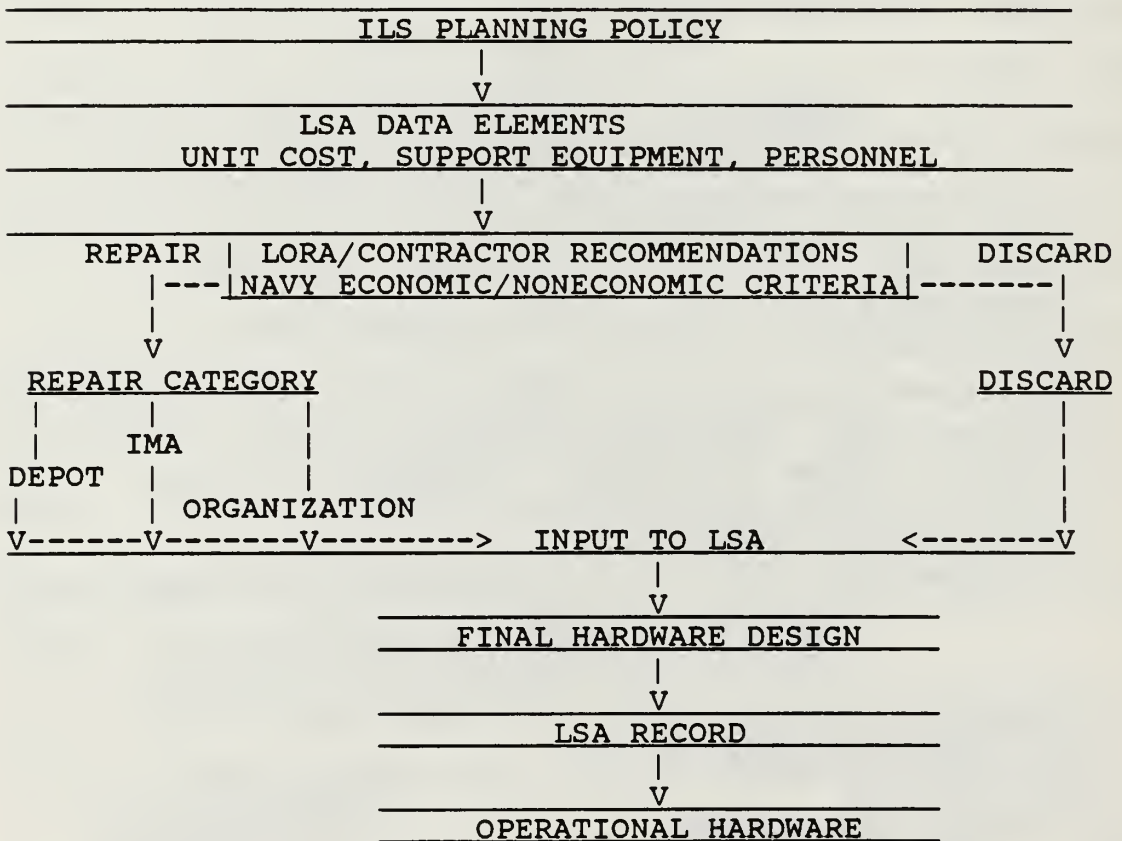 ILS PLANNING POLICY
|
V
LSA DATA ELEMENTS
UNIT COST, SUPPORT EQUIPMENT, PERSONNEL
|
V
REPAIR | LORA/CONTRACTOR RECOMMENDATIONS | DISCARD
|---|NAVY ECONOMIC/NONECONOMIC CRITERIA|-------|
| |
V V
REPAIR CATEGORY DISCARD
| | | |
| IMA | |
DEPOT | | |
| | ORGANIZATION |
V------V-------V--------> INPUT TO LSA <-------V
|
V
FINAL HARDWARE DESIGN
|
V
LSA RECORD
|
V
OPERATIONAL HARDWARE